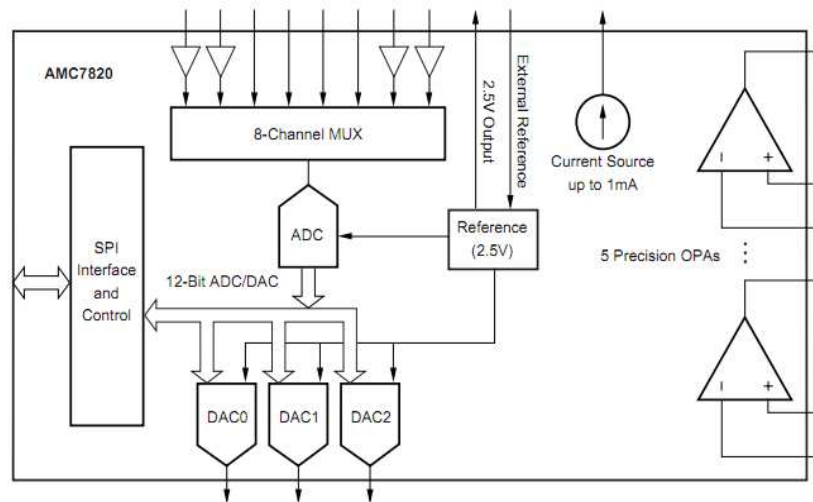 AMC7820
8-Channel MUX
2.5V Output
External Reference
Current Source
up to 1mA
ADC
Reference
(2.5V)
SPI
Interface
and
Control
12-Bit ADC/DAC
5 Precision OPAs
DAC0
DAC1
DAC2